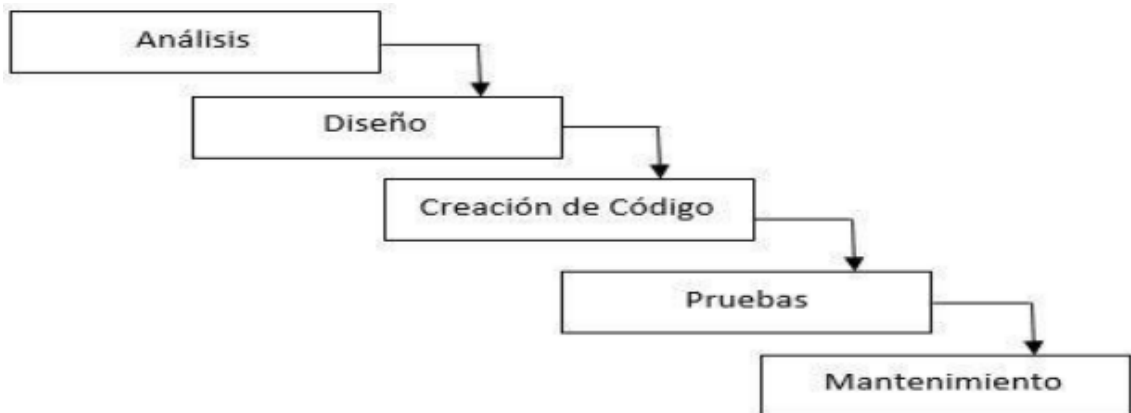 Análisis
Diseño
Creación de Código
Pruebas
Mantenimiento